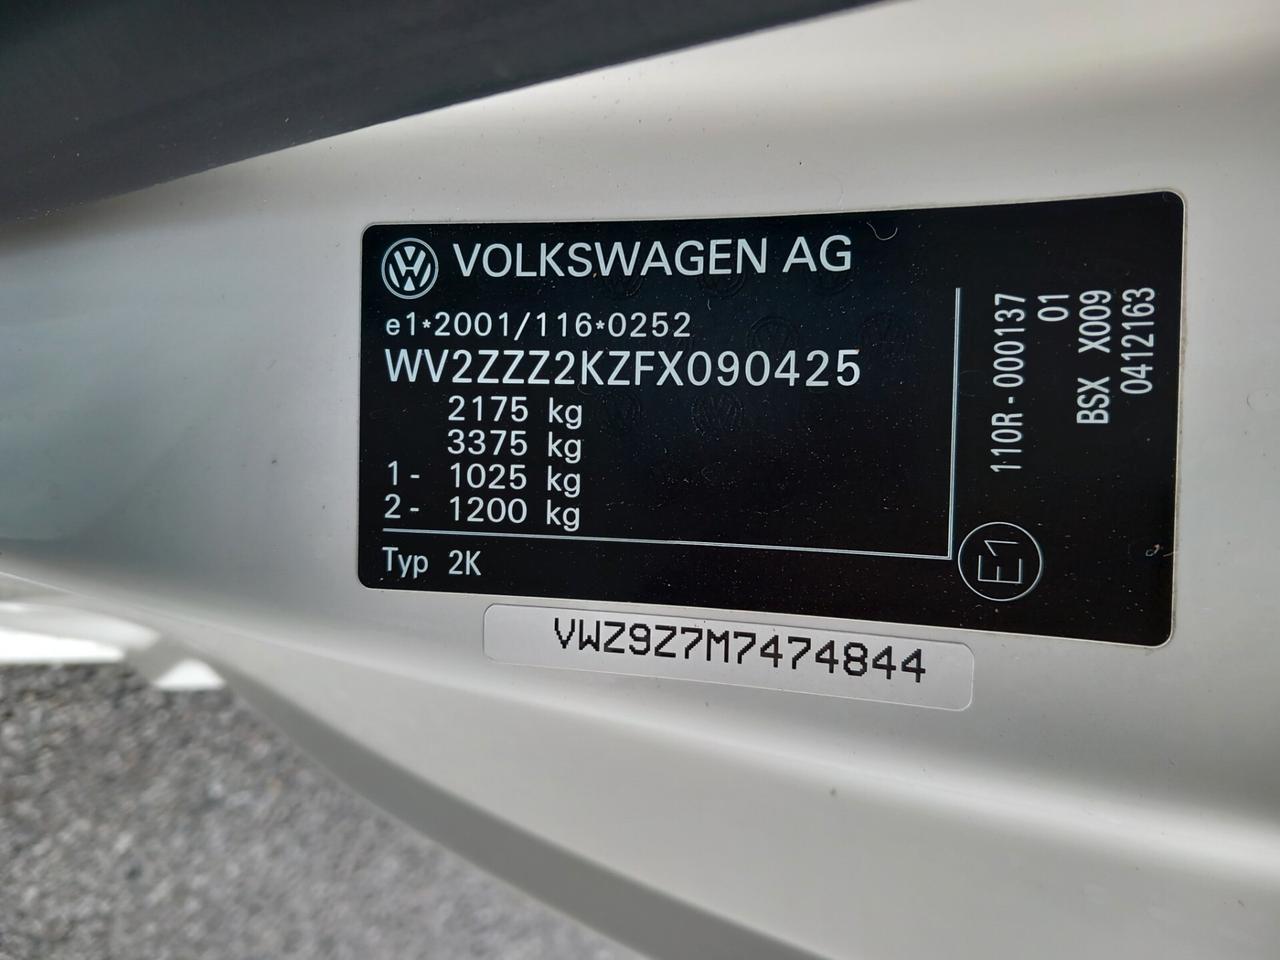 VOLKSWAGEN AG
e1*2001/116*0252
WV2ZZZ2KZFX090425
2175 kg
3375 kg
1- 1025 kg
2- 1200 kg
Typ 2K
110R-000137
01
BSX X009
0412163
E1
VWZ9Z7M7474844